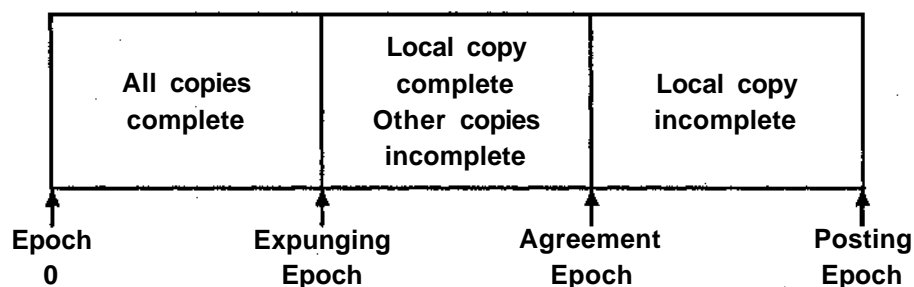 All copies
complete
Local copy
complete
Other copies
incomplete
Local copy
incomplete
Epoch
0
Expunging
Epoch
Agreement
Epoch
Posting
Epoch